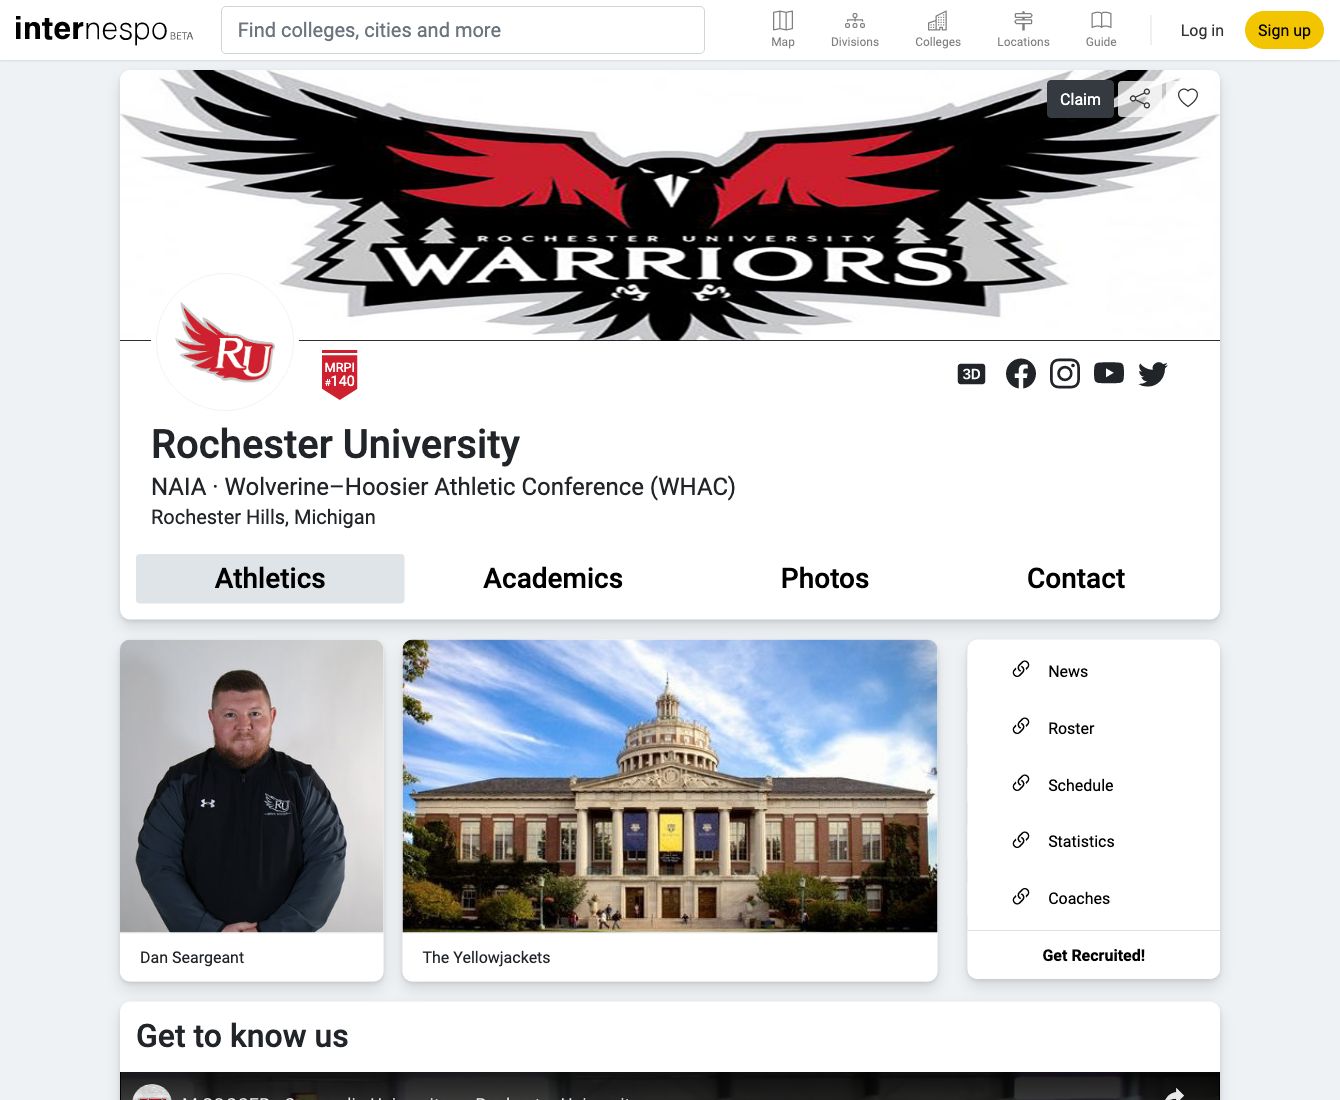 internespo BETA
Find colleges, cities and more
Map
Divisions
Colleges
Locations
Guide
Log in
Sign up
Claim
ROCHESTER UNIVERSITY
WARRIORS
RU
MRPI
#140
3D
Rochester University
NAIA · Wolverine–Hoosier Athletic Conference (WHAC)
Rochester Hills, Michigan
Athletics
Academics
Photos
Contact
RU
Dan Seargeant
The Yellowjackets
News
Roster
Schedule
Statistics
Coaches
Get Recruited!
Get to know us